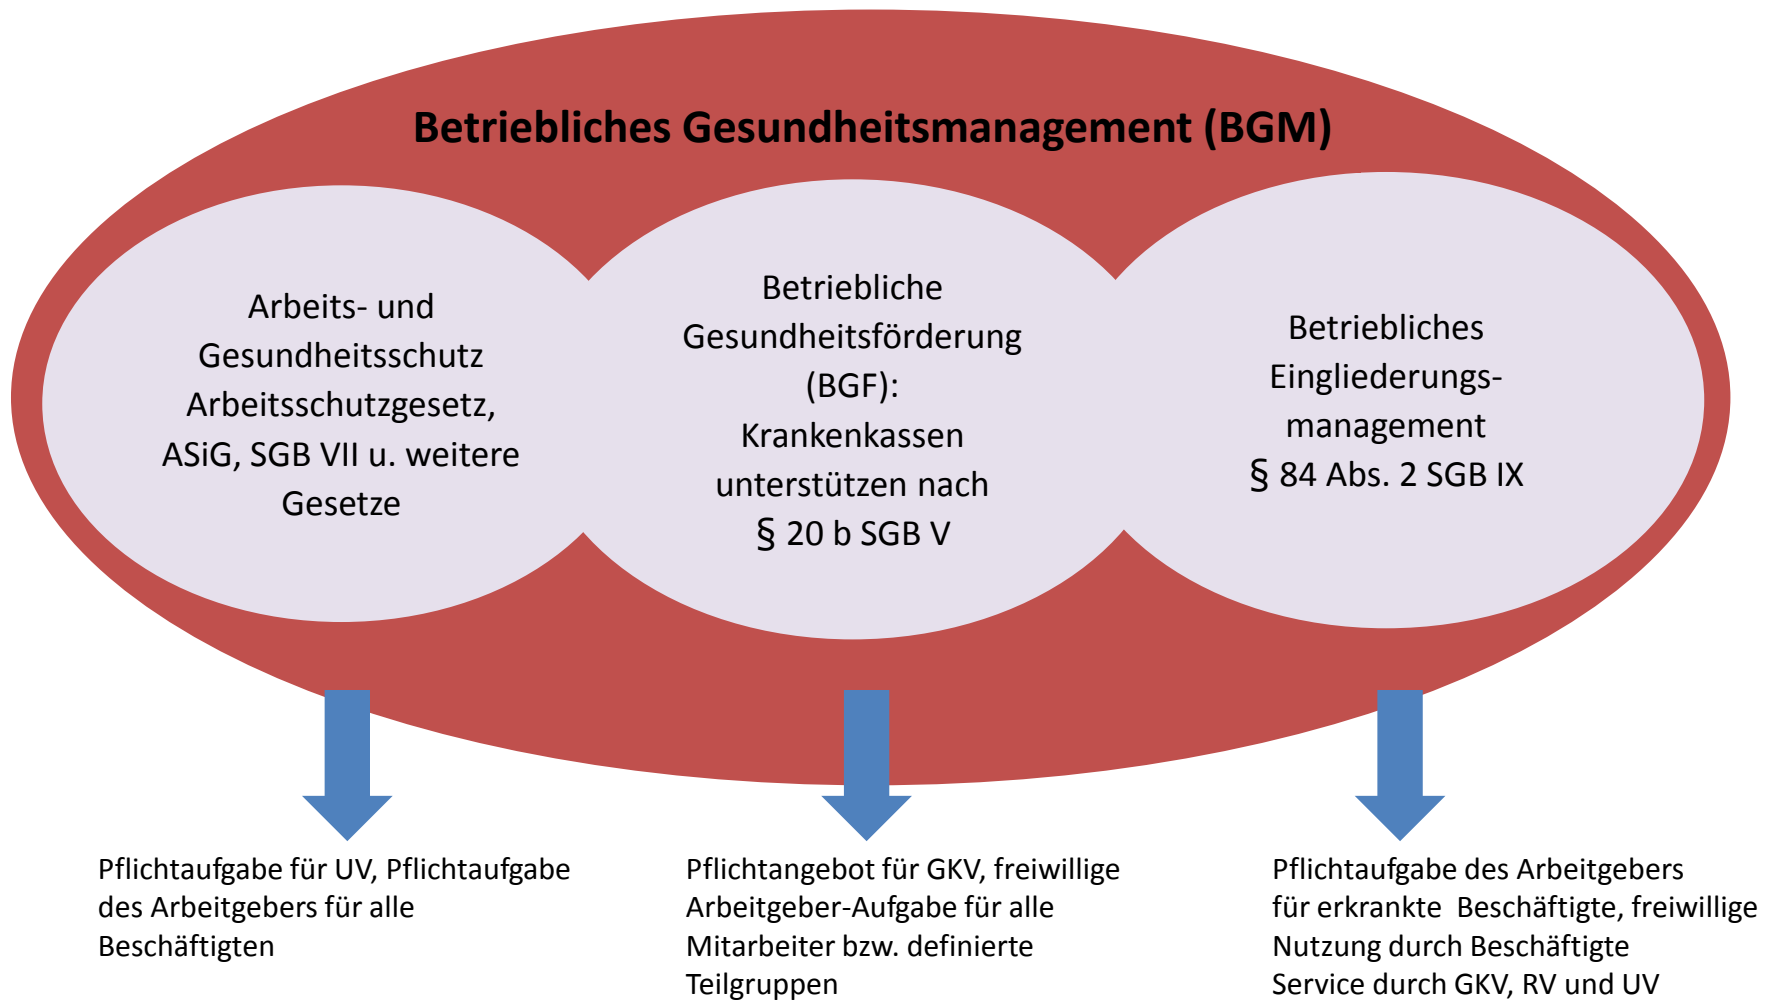 Betriebliches Gesundheitsmanagement (BGM)
Arbeits- und
Gesundheitsschutz
Arbeitsschutzgesetz,
ASiG, SGB VII u. weitere
Gesetze
Betriebliche
Gesundheitsförderung
(BGF):
Krankenkassen
unterstützen nach
§ 20 b SGB V
Betriebliches
Eingliederungs-
management
§ 84 Abs. 2 SGB IX
Pflichtaufgabe für UV, Pflichtaufgabe
des Arbeitgebers für alle
Beschäftigten
Pflichtangebot für GKV, freiwillige
Arbeitgeber-Aufgabe für alle
Mitarbeiter bzw. definierte
Teilgruppen
Pflichtaufgabe des Arbeitgebers
für erkrankte  Beschäftigte, freiwillige
Nutzung durch Beschäftigte
Service durch GKV, RV und UV